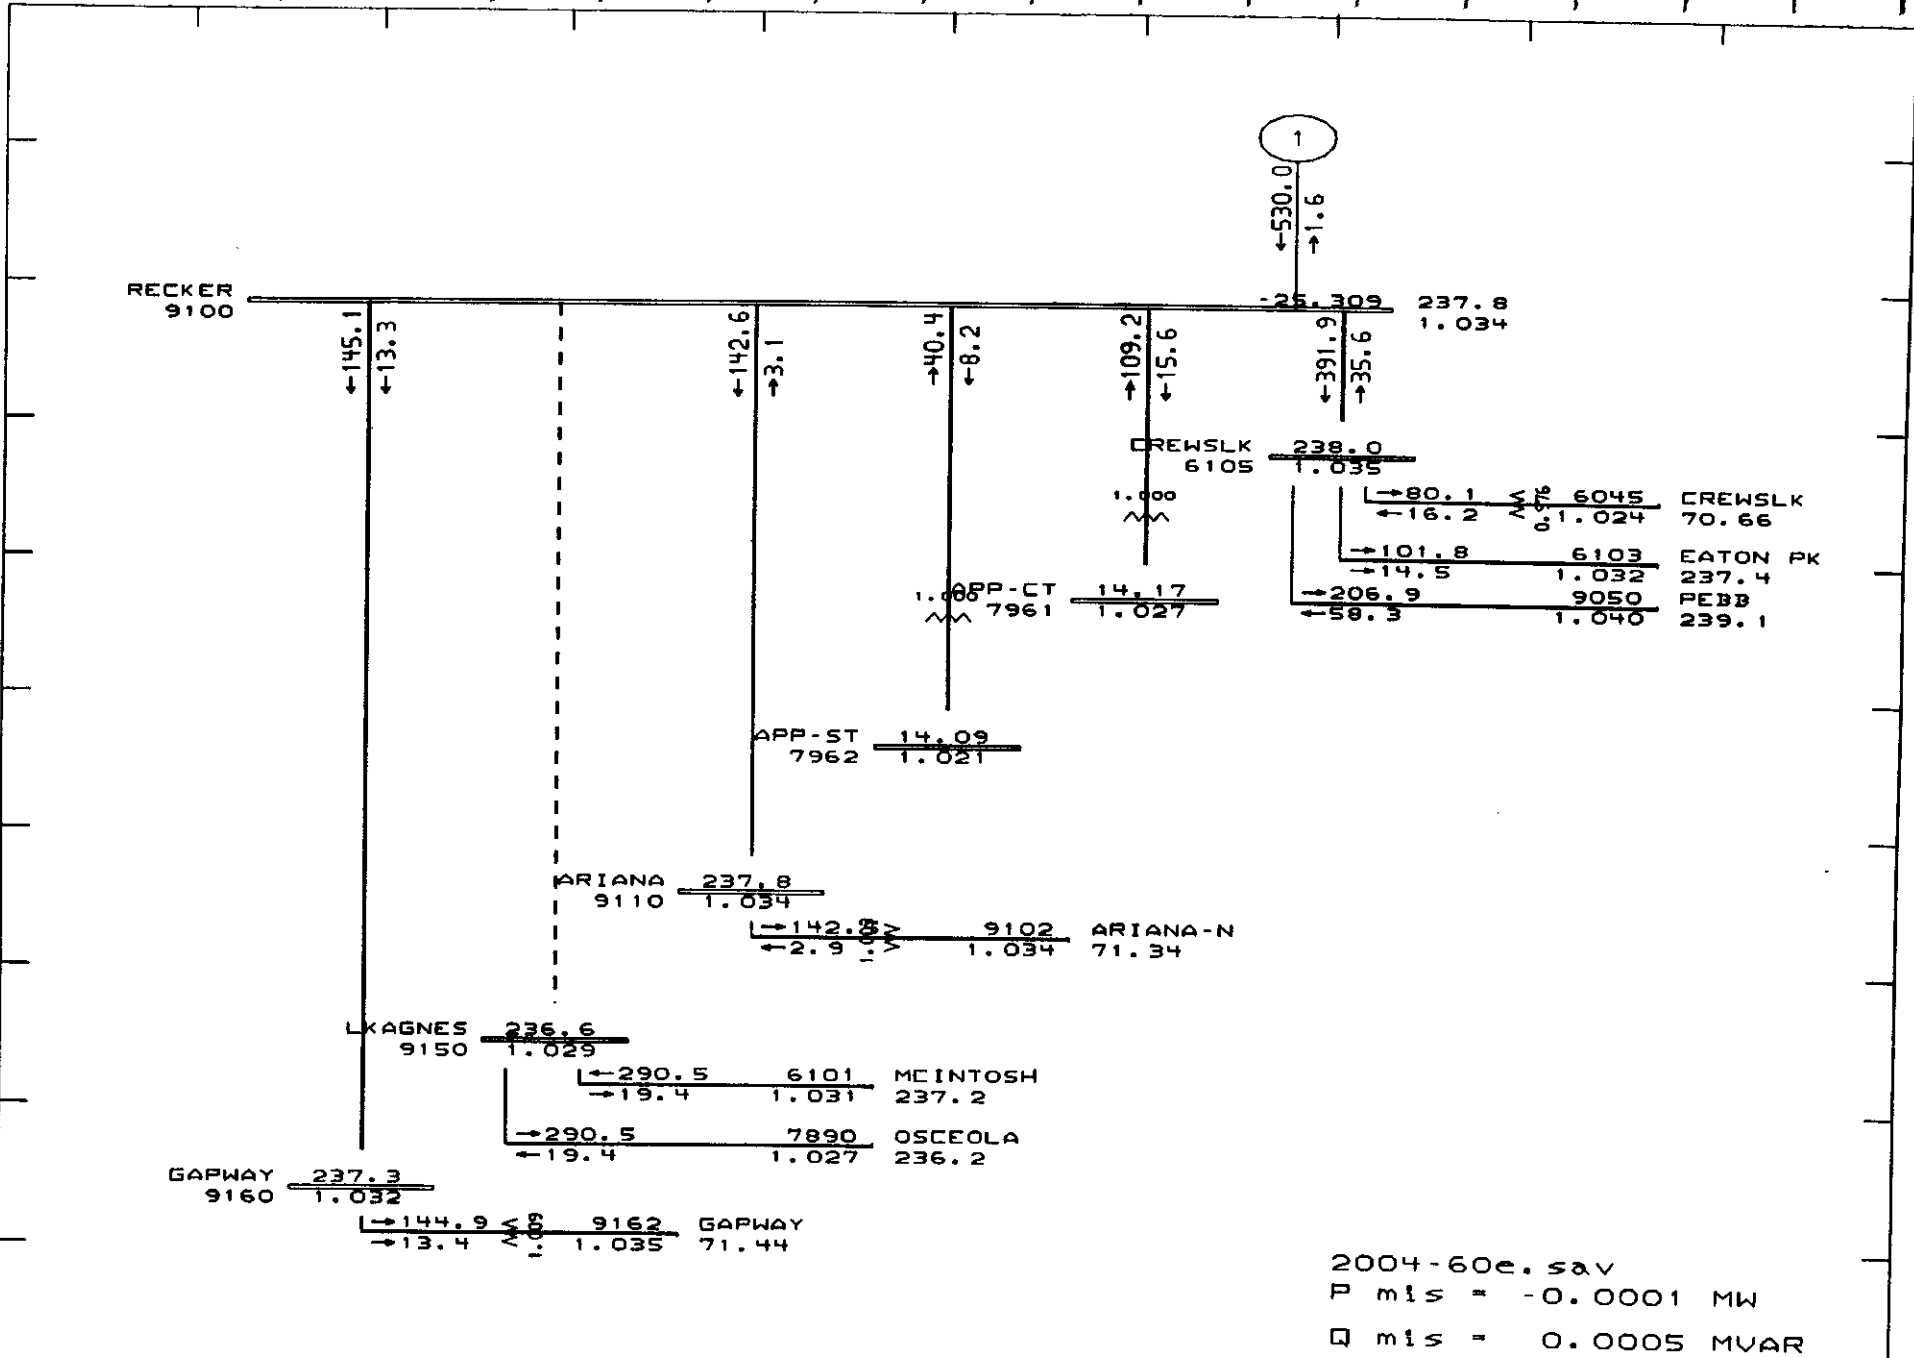 1
←530.0
→1.6
RECKER
9100
-25.309
237.8
1.034
←145.1
←13.3
←142.6
→3.1
→40.4
←8.2
→109.2
←15.6
←391.9
→35.6
CREWSLK
6105
238.0
1.035
→80.1 6045 CREWSLK
←16.2 1.024 70.66
→101.8 6103 EATON PK
→14.5 1.032 237.4
→206.9 9050 PEBB
←58.3 1.040 239.1
1.000
APP-CT 14.17
7961 1.027
1.000
APP-ST 14.09
7962 1.021
ARIANA 237.8
9110 1.034
9102 ARIANA-N
←2.9 1.034 71.34
LKAGNES 236.6
9150 1.029
←290.5 6101 MCINTOSH
→19.4 1.031 237.2
→290.5 7890 OSCEOLA
←19.4 1.027 236.2
GAPWAY 237.3
9160 1.032
→144.9 1.009 9162 GAPWAY
→13.4 1.035 71.44
2004-60e.sav
P mis = -0.0001 MW
Q mis = 0.0005 MVAR